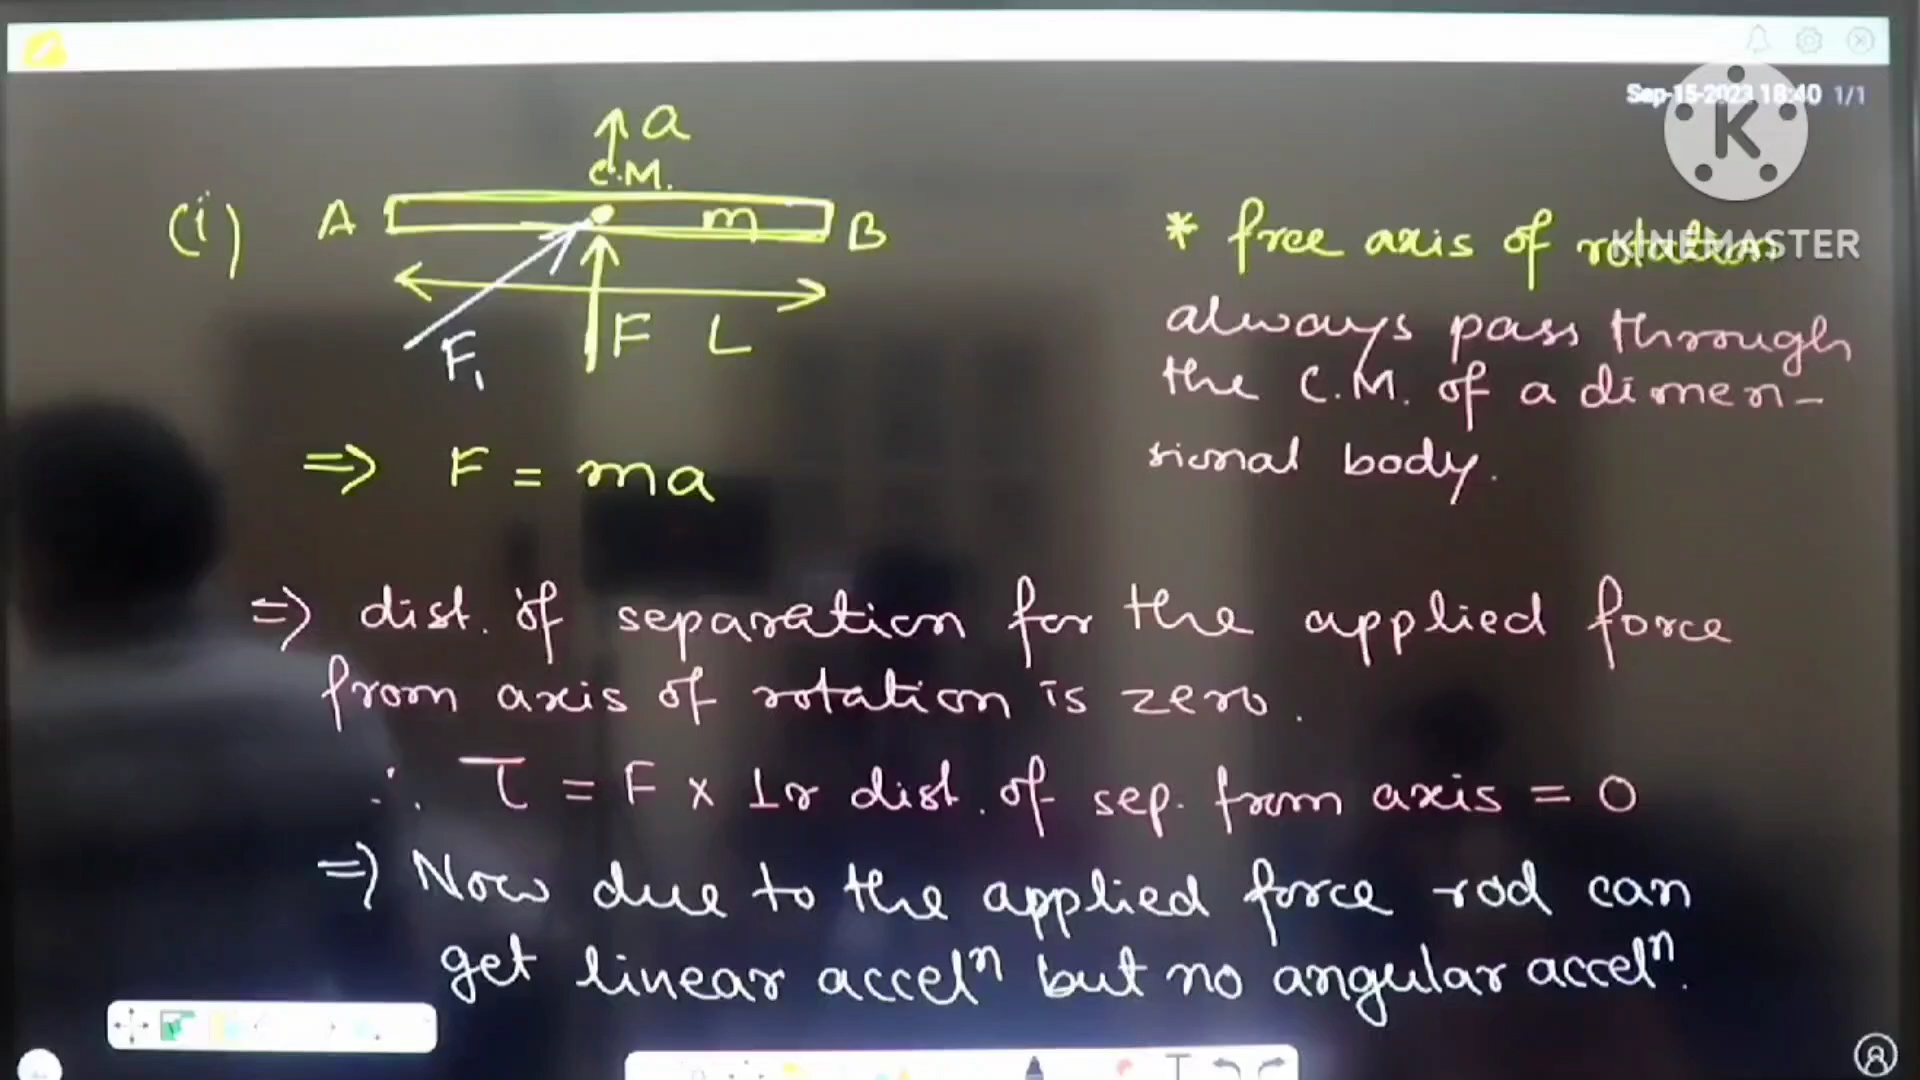 Sep-15-2023 18:40 1/1
K
KINEMASTER
a
C.M.
(i) A m B
F₁ F L
* free axis of rotation
always pass through
the C.M. of a dimen-
sional body.
⇒ F = ma
⇒ dist. of separation for the applied force
from axis of rotation is zero.
∴ τ = F × ⊥r dist. of sep. from axis = 0
⇒) Now due to the applied force rod can
get linear accelⁿ but no angular accelⁿ.
T